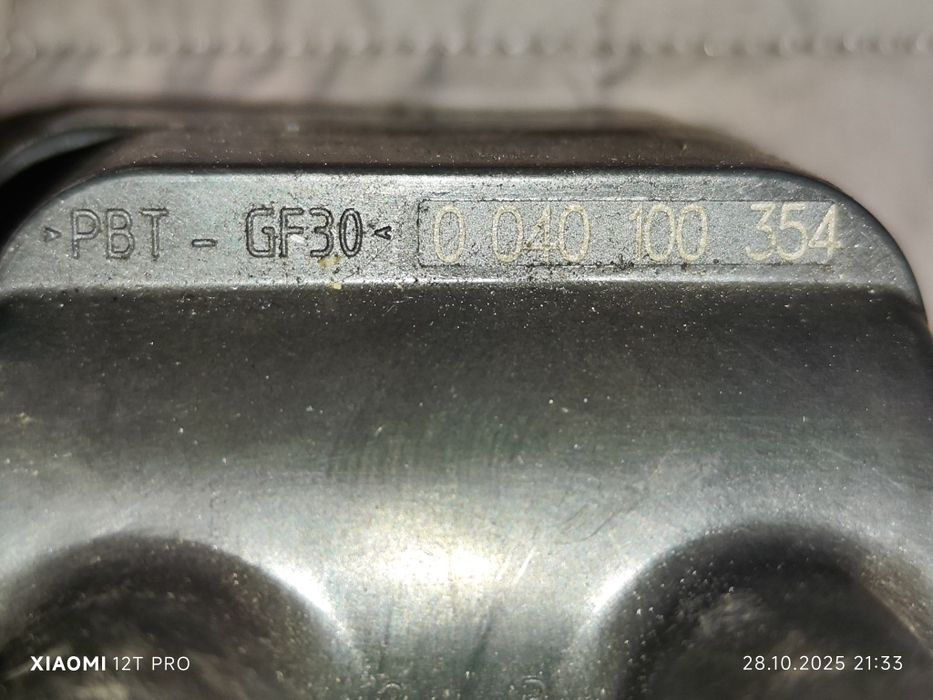 >PBT - GF30< 0 040 100 354
XIAOMI 12T PRO 28.10.2025 21:33